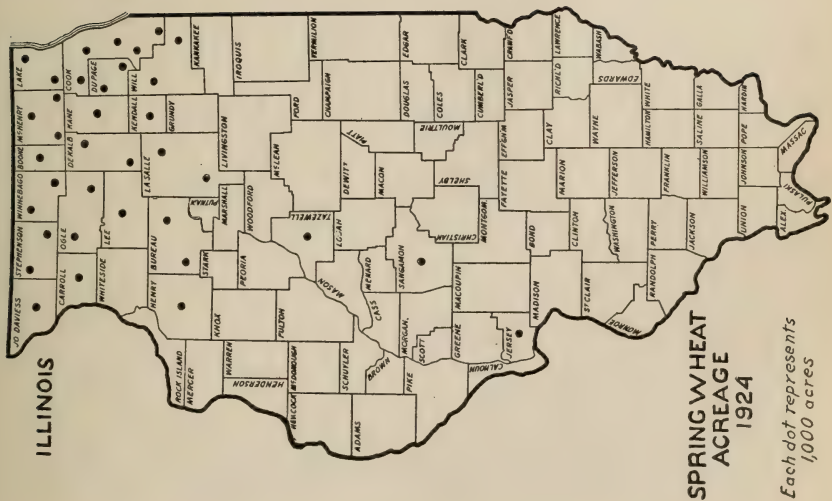 ILLINOIS
JO DAVIESS
STEPHENSON
WINNEBAGO
BOONE
McHENRY
LAKE
CARROLL
OGLE
DEKALB
KANE
COOK
DUPAGE
WHITESIDE
LEE
KENDALL
WILL
ROCK ISLAND
HENRY
BUREAU
LASALLE
GRUNDY
KANKAKEE
MERCER
PUTNAM
STARK
MARSHALL
LIVINGSTON
IROQUIS
HENDERSON
WARREN
KNOX
PEORIA
WOODFORD
FORD
HANCOCK
McDONOUGH
FULTON
TAZEWELL
McLEAN
VERMILION
SCHUYLER
MASON
LOGAN
DEWITT
CHAMPAIGN
PIATT
ADAMS
BROWN
CASS
MENARD
MACON
DOUGLAS
EDGAR
PIKE
MORGAN.
SCOTT
SANGAMON
CHRISTIAN
MOULTRIE
COLES
SHELBY
CLARK
CUMBERL'D
CALHOUN
GREENE
MACOUPIN
MONTGOM.
JERSEY
FAYETTE
EFFGH'M
JASPER
CRAWF'D
MADISON
BOND
CLAY
RICHL'D
LAWRENCE
MARION
CLINTON
ST CLAIR
WAYNE
EDWARDS
WABASH
MONROE
WASHINGTON
JEFFERSON
RANDOLPH
PERRY
FRANKLIN
HAMILTON
WHITE
JACKSON
WILLIAMSON
SALINE
GALLA
UNION
JOHNSON
POPE
HARDIN
ALEX.
PULASKI
MASSAC
SPRING WHEAT
ACREAGE
1924
Each dot represents
1,000 acres